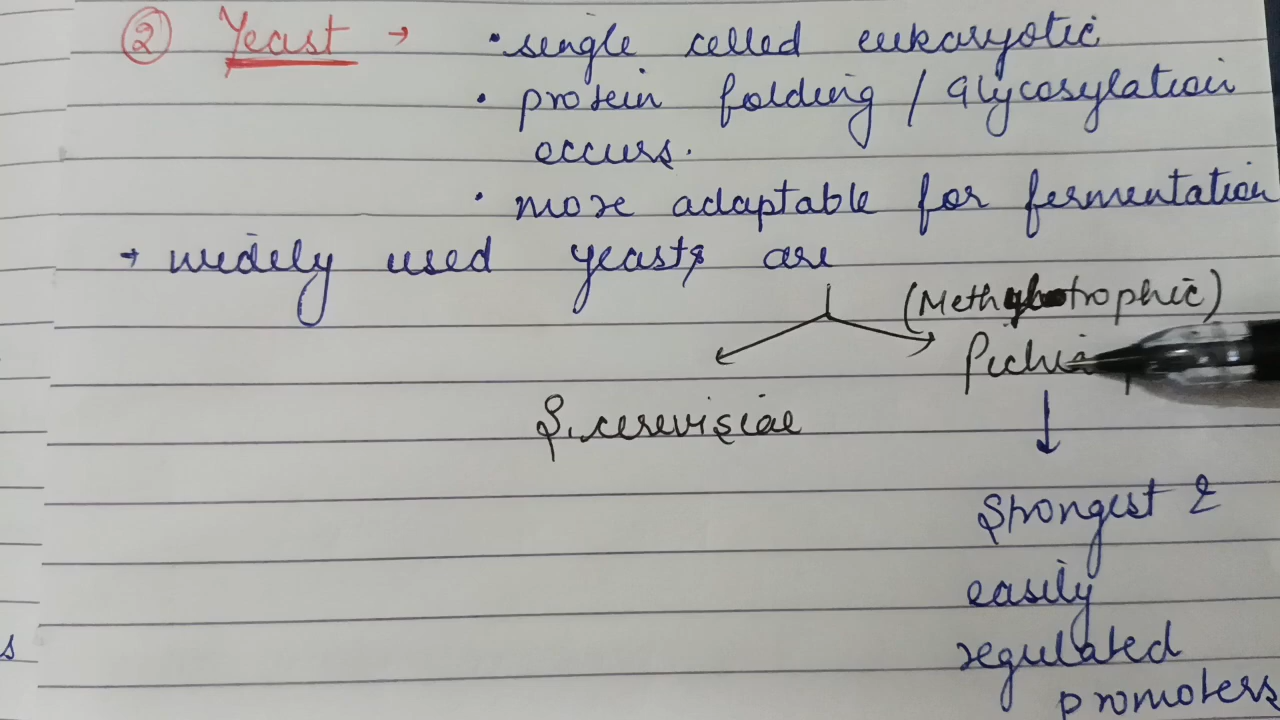 ② Yeast → • single celled eukaryotic
• protein folding / Glycosylation
occurs.
• more adaptable for fermentation
→ widely used yeasts are
(Methylotrophic)
Pichia
S. cerevisiae
Strongest &
easily
regulated
promoters
s